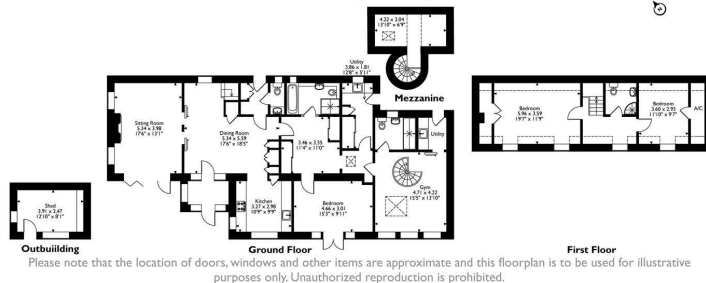 4.22 x 2.04
13'10" x 6'9"
Utility
3.86 x 1.81
12'8" x 5'11"
Mezzanine
Sitting Room
5.34 x 3.98
17'6" x 13'1"
Dining Room
5.34 x 5.59
17'6" x 18'5"
3.46 x 3.35
11'4" x 11'0"
Utility
Bedroom
5.96 x 3.59
19'7" x 11'9"
Bedroom
3.60 x 2.93
11'10" x 9'7"
A/C
Shed
3.91 x 2.47
12'10" x 8'1"
Kitchen
3.27 x 2.98
10'9" x 9'9"
Bedroom
4.66 x 3.01
15'3" x 9'11"
Gym
4.71 x 4.22
15'5" x 13'10"
Outbuiilding
Ground Floor
First Floor
Please note that the location of doors, windows and other items are approximate and this floorplan is to be used for illustrative
purposes only. Unauthorized reproduction is prohibited.